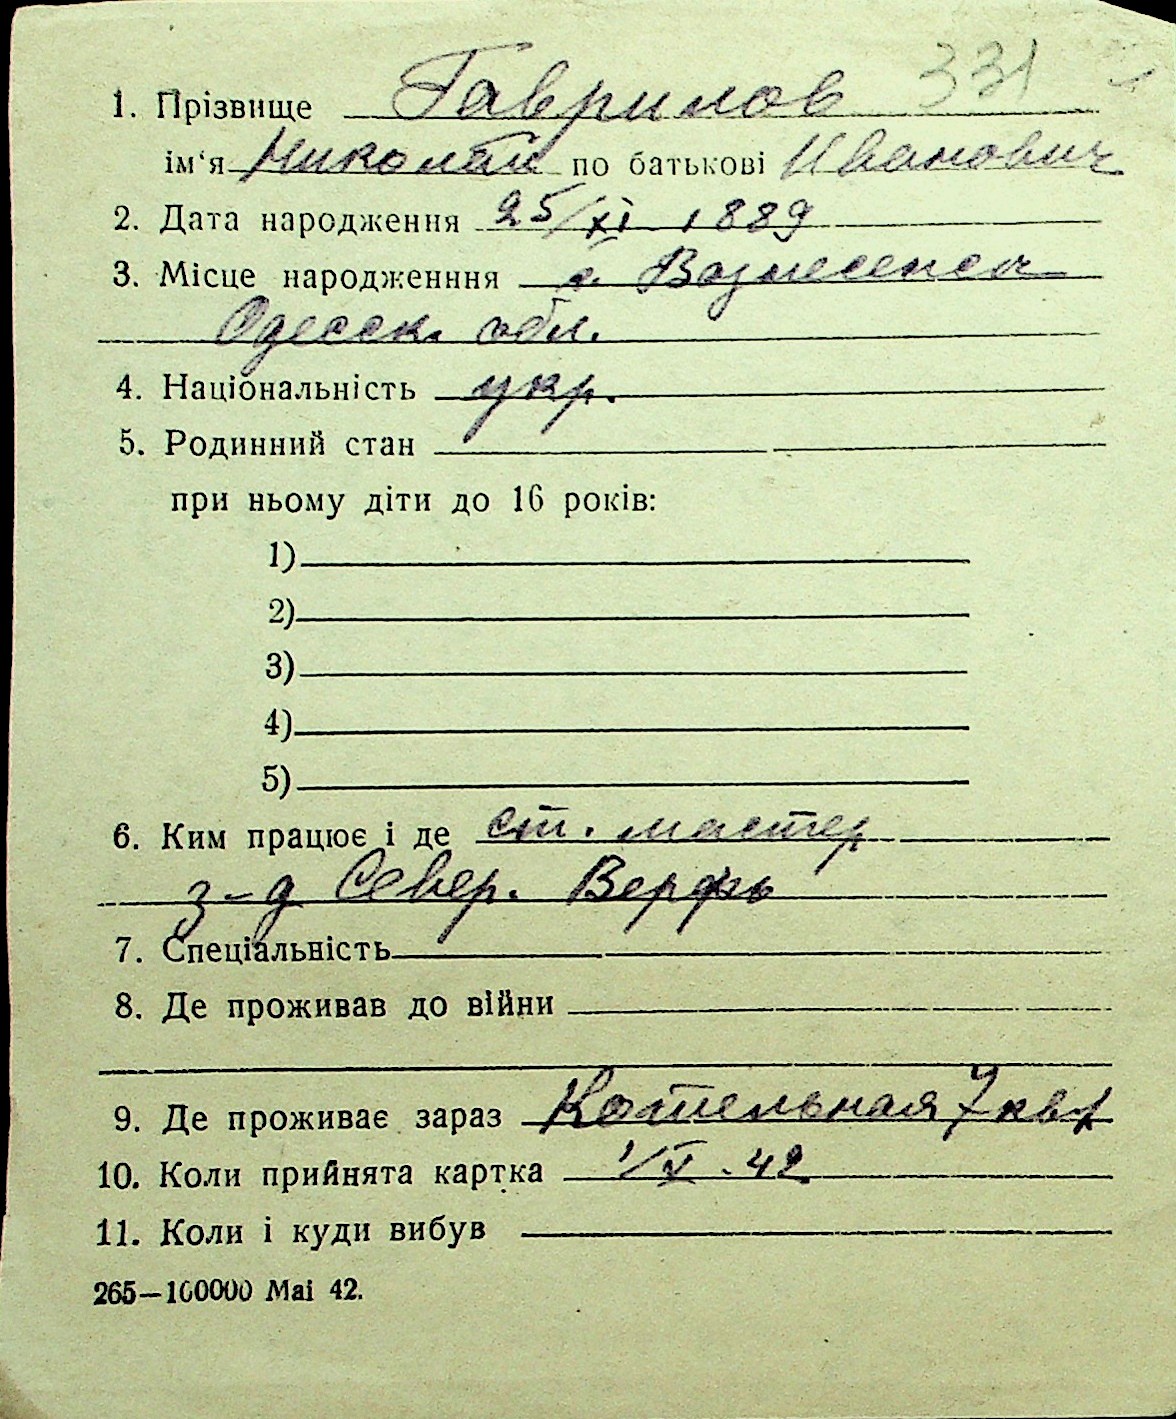 331
1. Прізвище Гаврилов
ім‘я Николай по батькові Иванович
2. Дата народження 25/XI 1889
3. Місце народженння с. Вознесенск
Одесск. обл.
4. Національність укр.
5. Родинний стан
при ньому діти до 16 років:
1)
2)
3)
4)
5)
6. Ким працює і де ст. мастер
з-д Север. Верфь
7. Спеціальність
8. Де проживав до війни
9. Де проживає зараз Котельная 7 кв 1
10. Коли прийнята картка 1/V-42
11. Коли і куди вибув
265—100000 Mai 42.